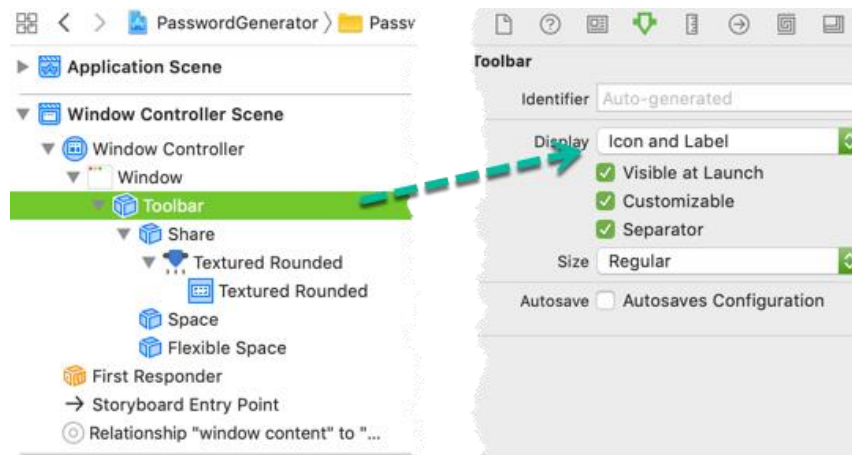 PasswordGenerator
Passw
Application Scene
Window Controller Scene
Window Controller
Window
Toolbar
Share
Textured Rounded
Textured Rounded
Space
Flexible Space
First Responder
Storyboard Entry Point
Relationship "window content" to "...
Toolbar
Identifier Auto-generated
Display Icon and Label
Visible at Launch
Customizable
Separator
Size Regular
Autosave Autosaves Configuration